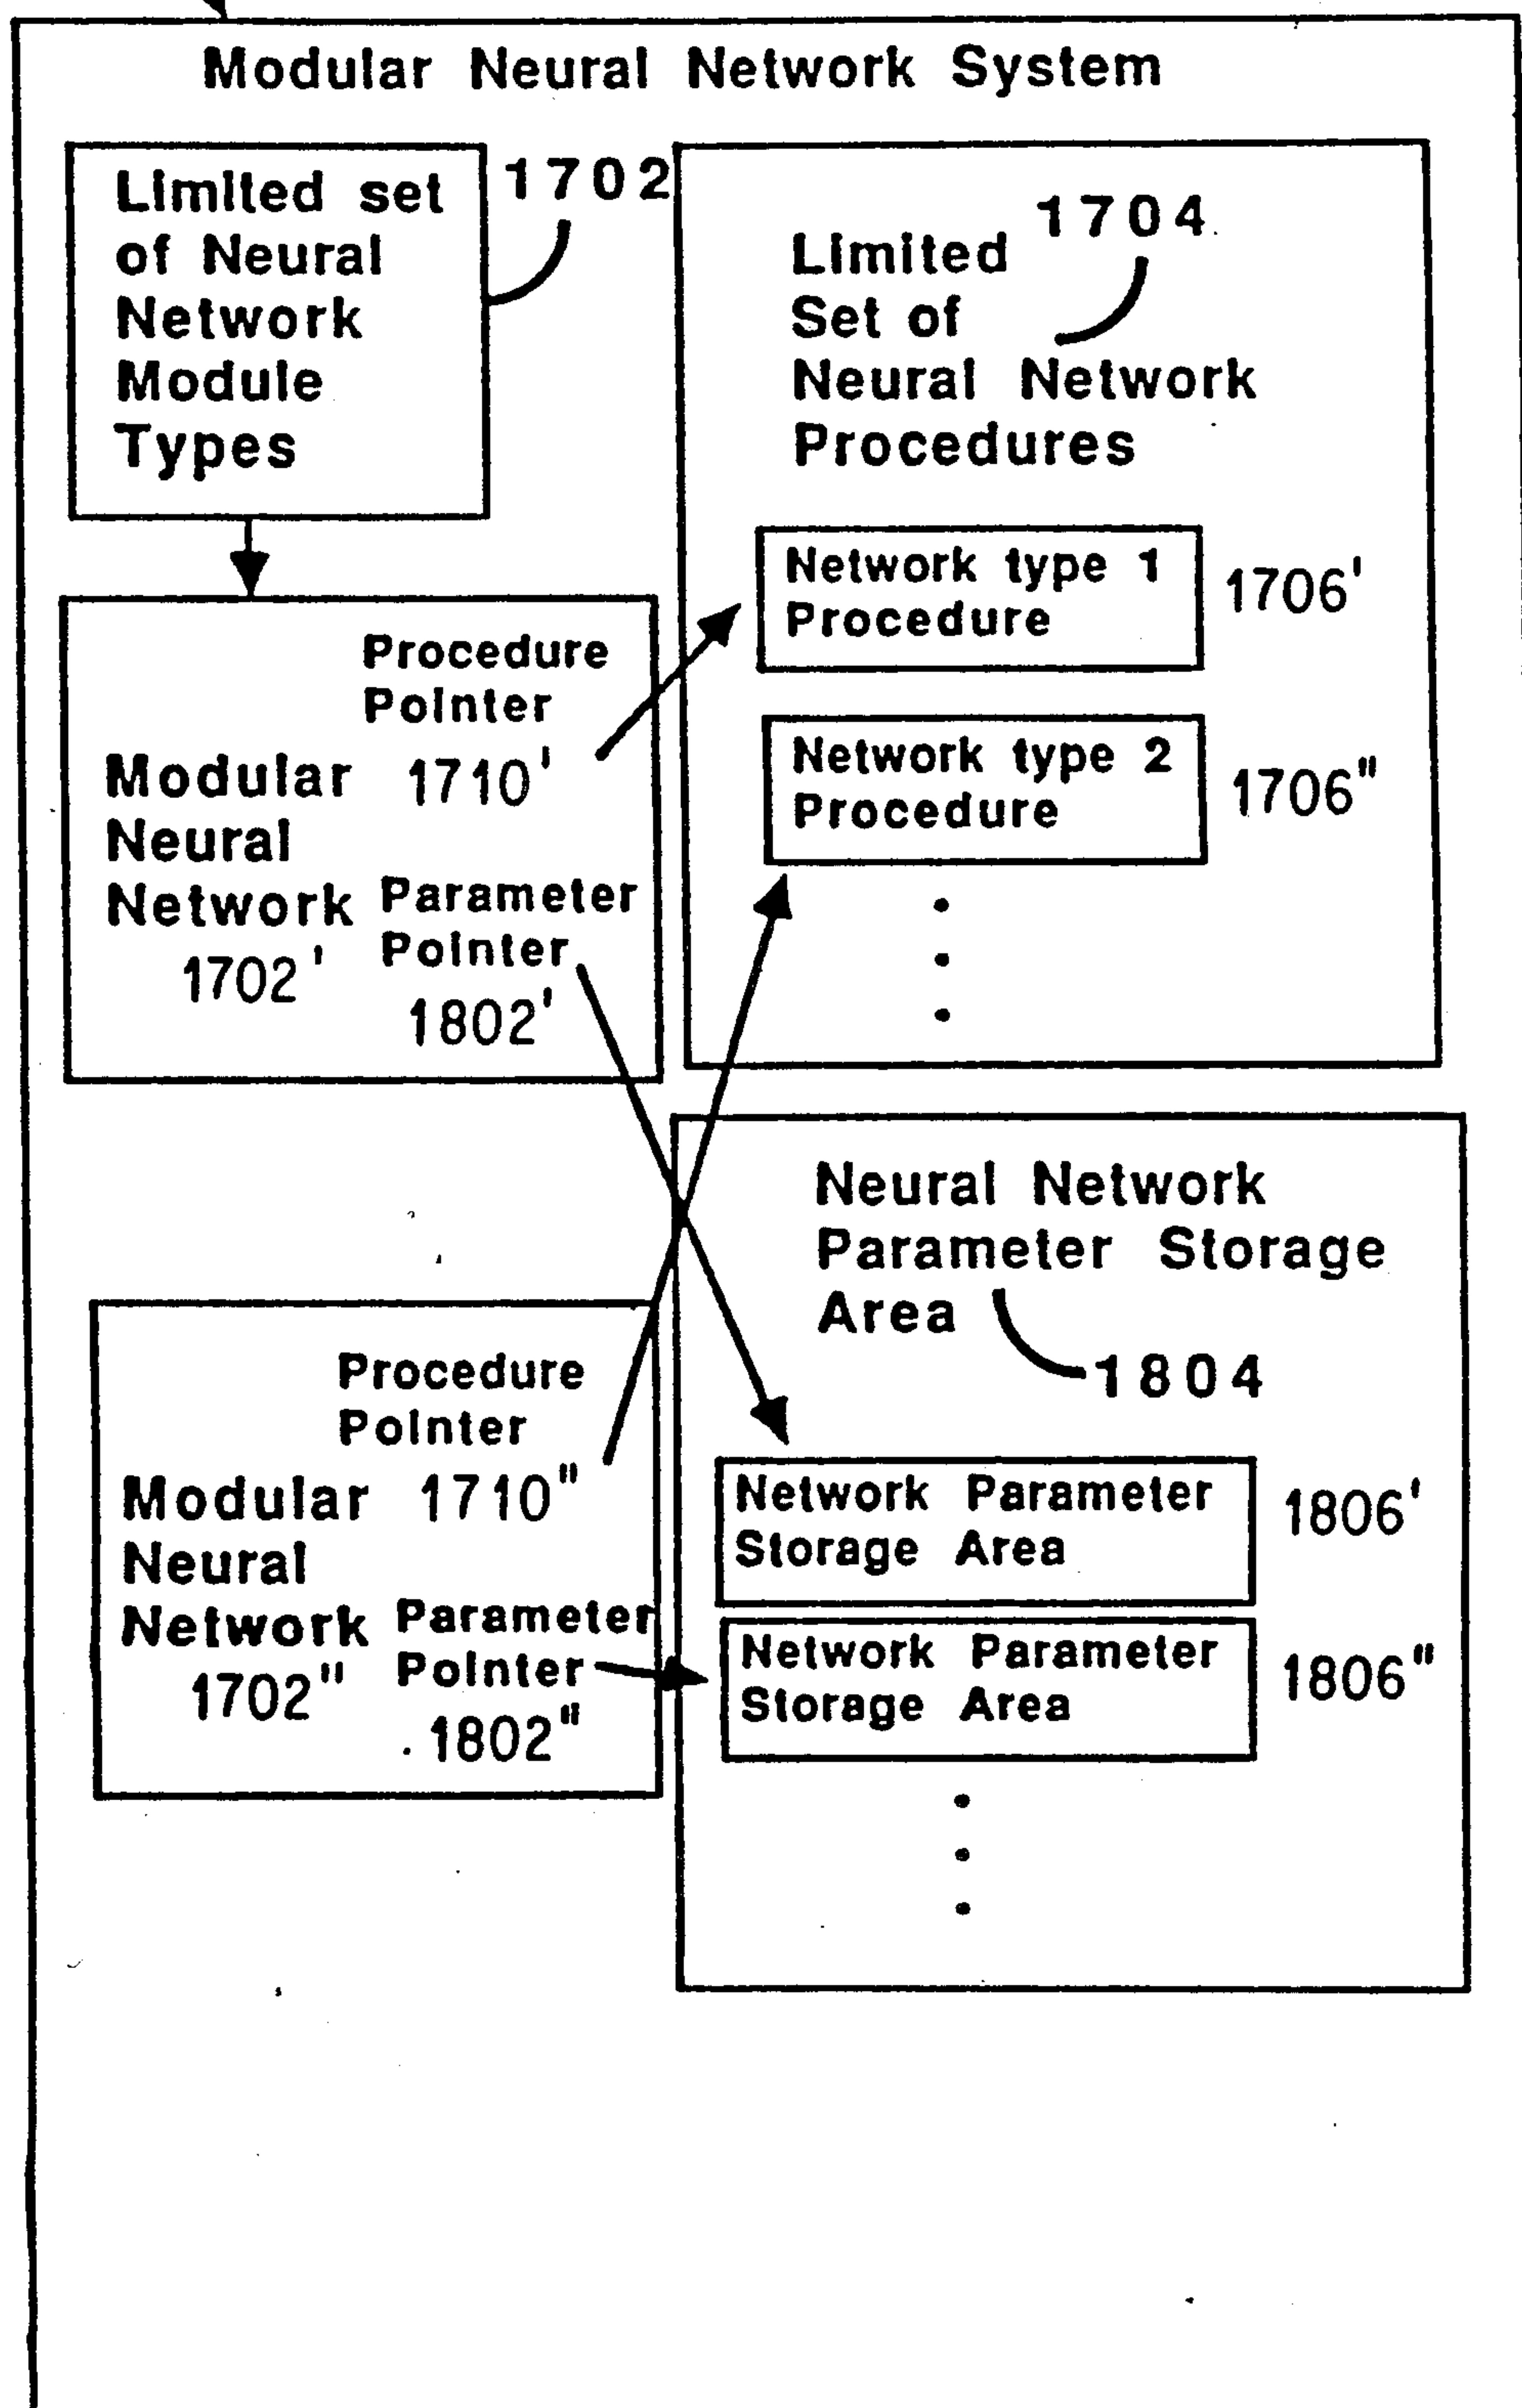 Modular Neural Network System
Limited set
of Neural
Network
Module
Types
1702
1704
Limited
Set of
Neural Network
Procedures
Network type 1
Procedure
1706'
Network type 2
Procedure
1706"
Procedure
Pointer
1710'
Modular
Neural
Network
1702'
Parameter
Pointer
1802'
Neural Network
Parameter Storage
Area
1804
Procedure
Pointer
1710"
Modular
Neural
Network
1702"
Parameter
Pointer
1802"
Network Parameter
Storage Area
1806'
Network Parameter
Storage Area
1806"